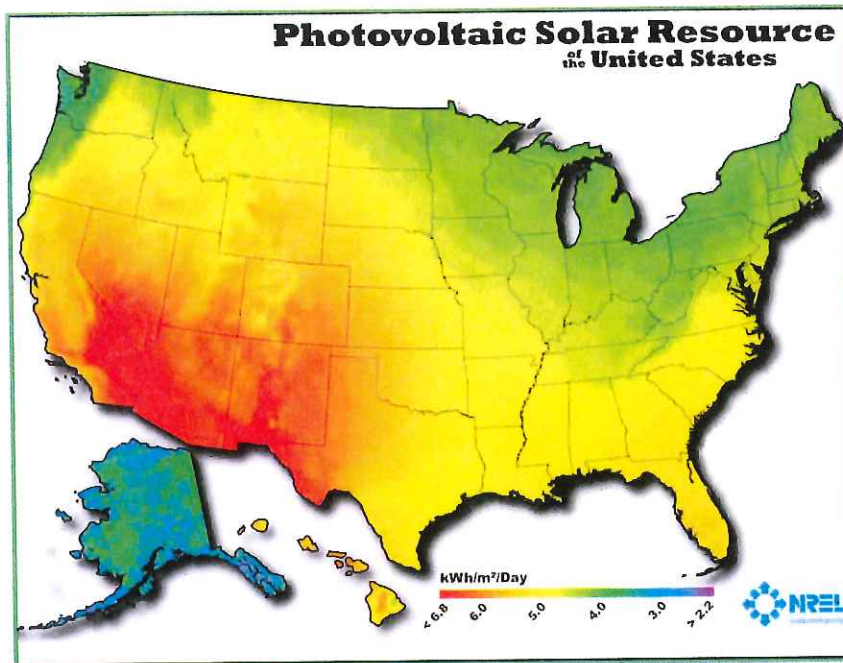 Photovoltaic Solar Resource
of the United States
kWh/m²/Day
< 6.8 6.0 5.0 4.0 3.0 > 2.2
NREL